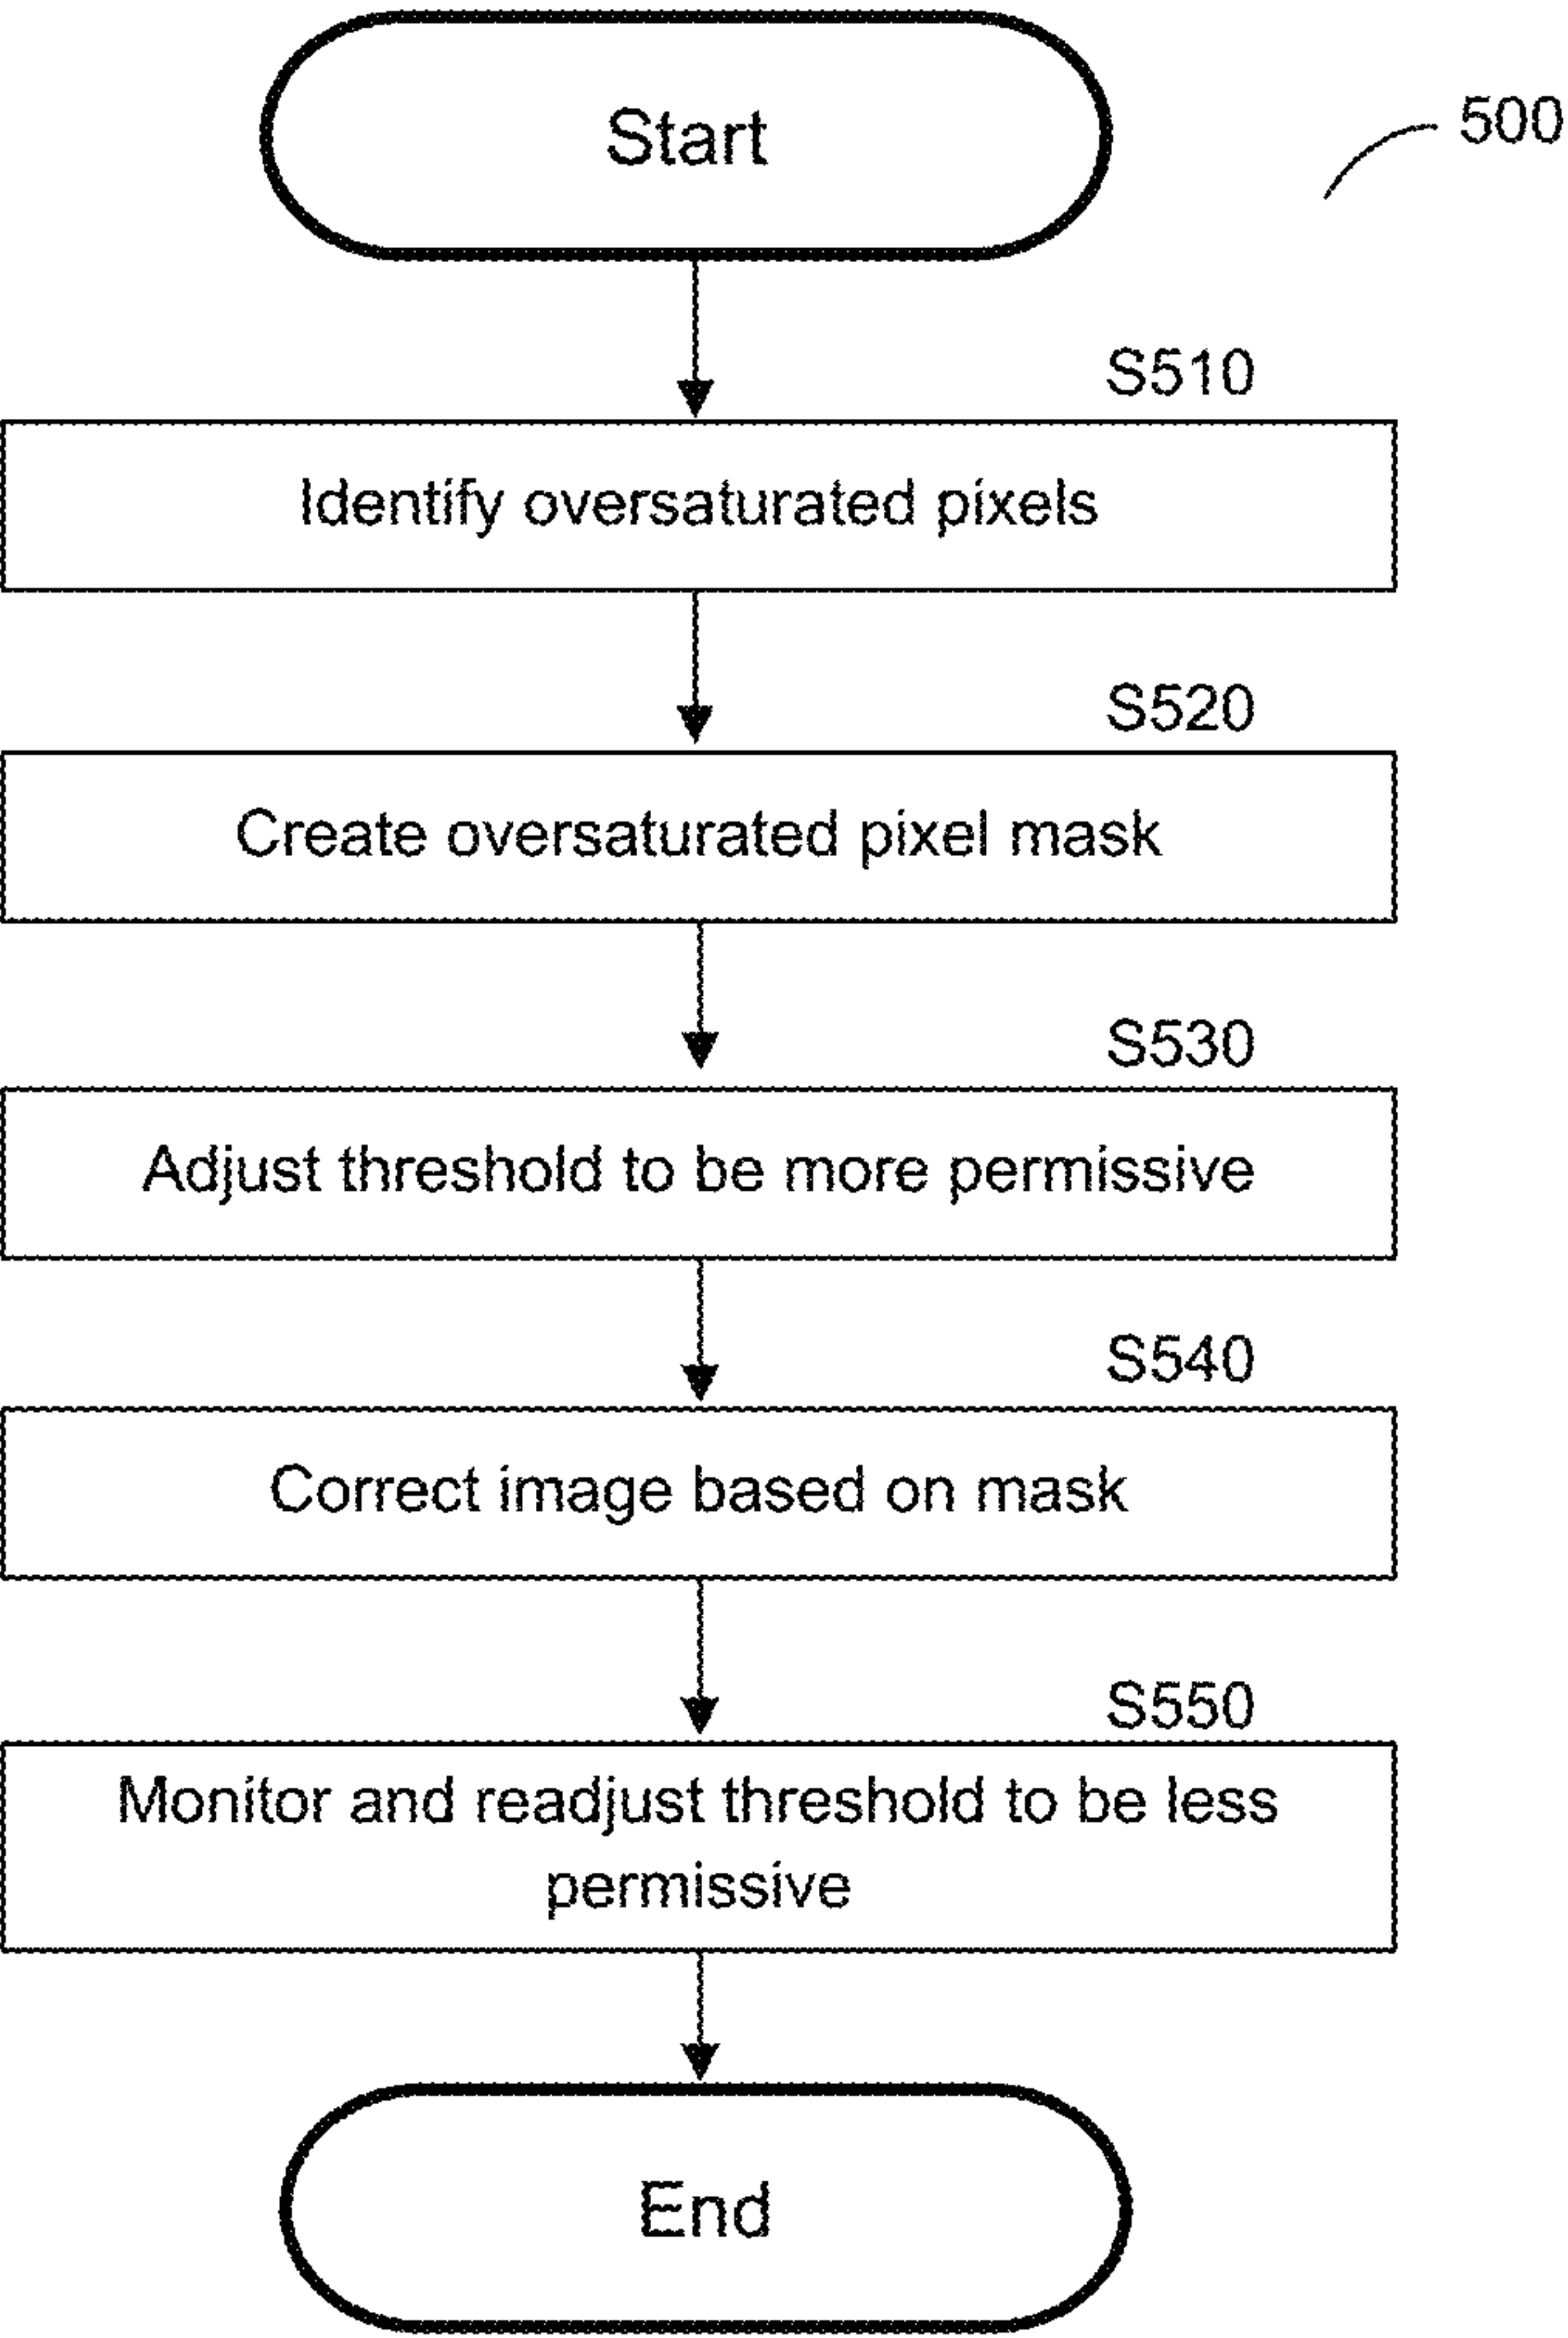 Start
500
S510
Identify oversaturated pixels
S520
Create oversaturated pixel mask
S530
Adjust threshold to be more permissive
S540
Correct image based on mask
S550
Monitor and readjust threshold to be less
permissive
End